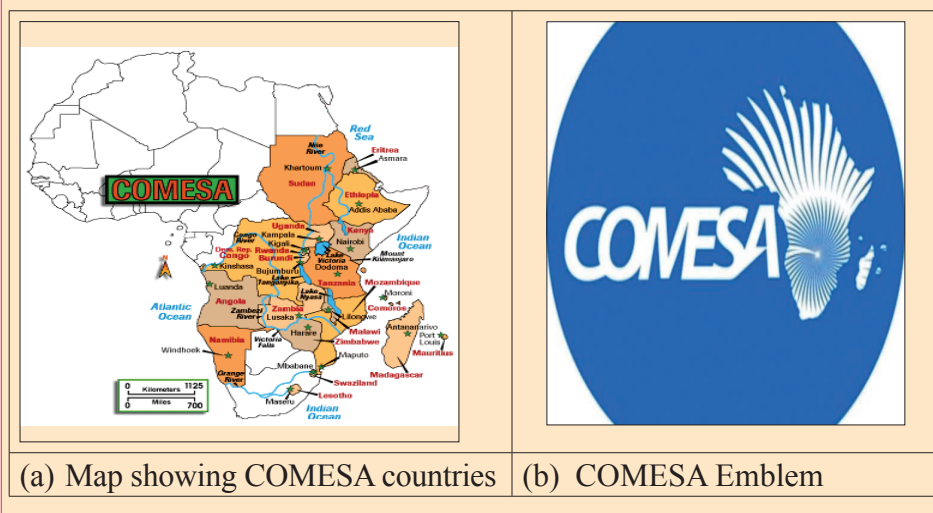 COMESA
Red
Sea
Nile
River
Eritrea
Asmara
Khartoum
Sudan
Ethiopia
Addis Ababa
Uganda
Kampala
Kenya
Congo
River
Kigali
Nairobi
Indian
Ocean
Dem. Rep.
Congo
Rwanda
Burundi
Lake
Victoria
Mount
Kilimanjaro
Kinshasa
Bujumburu
Dodoma
Lake
Tanganyika
Tanzania
Luanda
Lake
Nyasa
Mozambique
Moroni
Angola
Comoros
Atlantic
Ocean
Zambezi
River
Zambia
Lusaka
Lilongwe
Malawi
Antananarivo
Port
Louis
Namibia
Victoria
Falls
Harare
Zimbabwe
Mauritius
Windhoek
Maputo
Madagascar
Mbabane
Orange
River
Swaziland
Lesotho
Maseru
Indian
Ocean
N
0 Kilometers 1125
0 Miles 700
COMESA
(a) Map showing COMESA countries
(b) COMESA Emblem